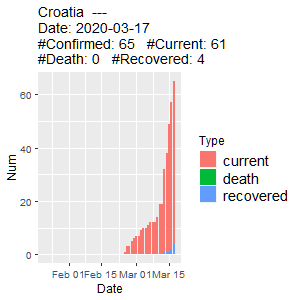 Croatia  ---
Date: 2020-03-17
#Confirmed: 65   #Current: 61
#Death: 0   #Recovered: 4
60
40
20
0
Num
Feb 01
Feb 15
Mar 01
Mar 15
Date
Type
current
death
recovered